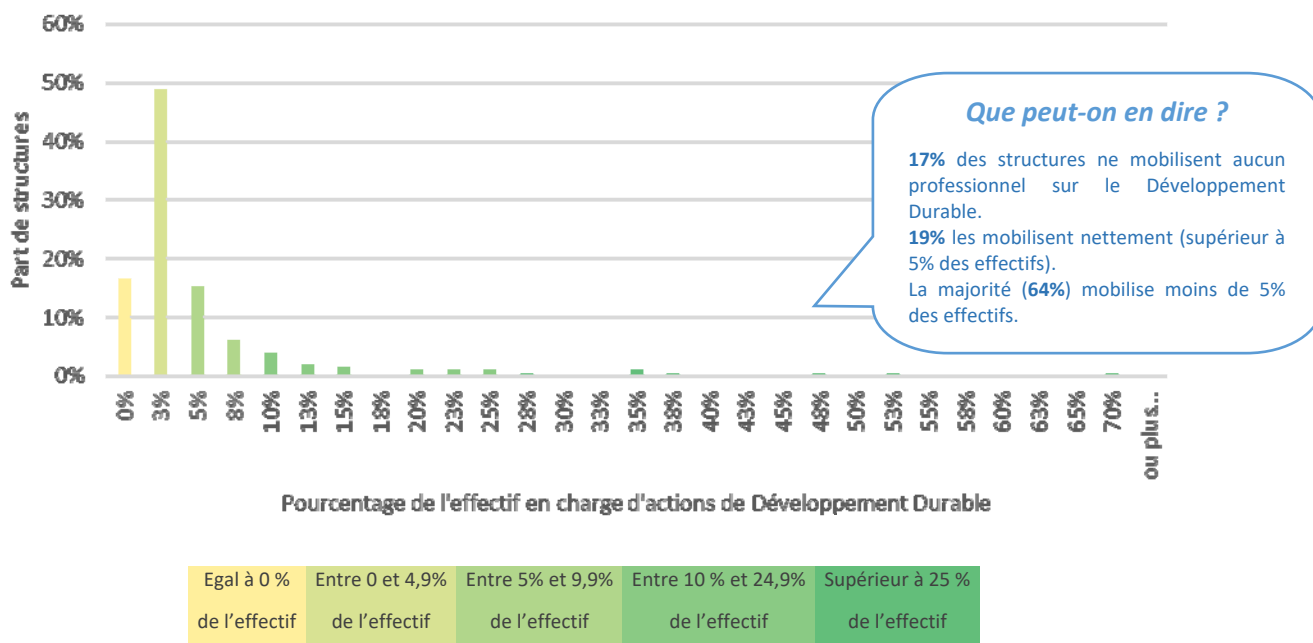 60%
50%
40%
30%
20%
10%
0%
Part de structures
Que peut-on en dire ?
17% des structures ne mobilisent aucun
professionnel sur le Développement
Durable.
19% les mobilisent nettement (supérieur à
5% des effectifs).
La majorité (64%) mobilise moins de 5%
des effectifs.
0%
3%
5%
8%
10%
13%
15%
18%
20%
23%
25%
28%
30%
33%
35%
38%
40%
43%
45%
48%
50%
53%
55%
58%
60%
63%
65%
70%
ou plus...
Pourcentage de l'effectif en charge d'actions de Développement Durable
Egal à 0 %
de l'effectif
Entre 0 et 4,9%
de l'effectif
Entre 5% et 9,9%
de l'effectif
Entre 10 % et 24,9%
de l'effectif
Supérieur à 25 %
de l'effectif